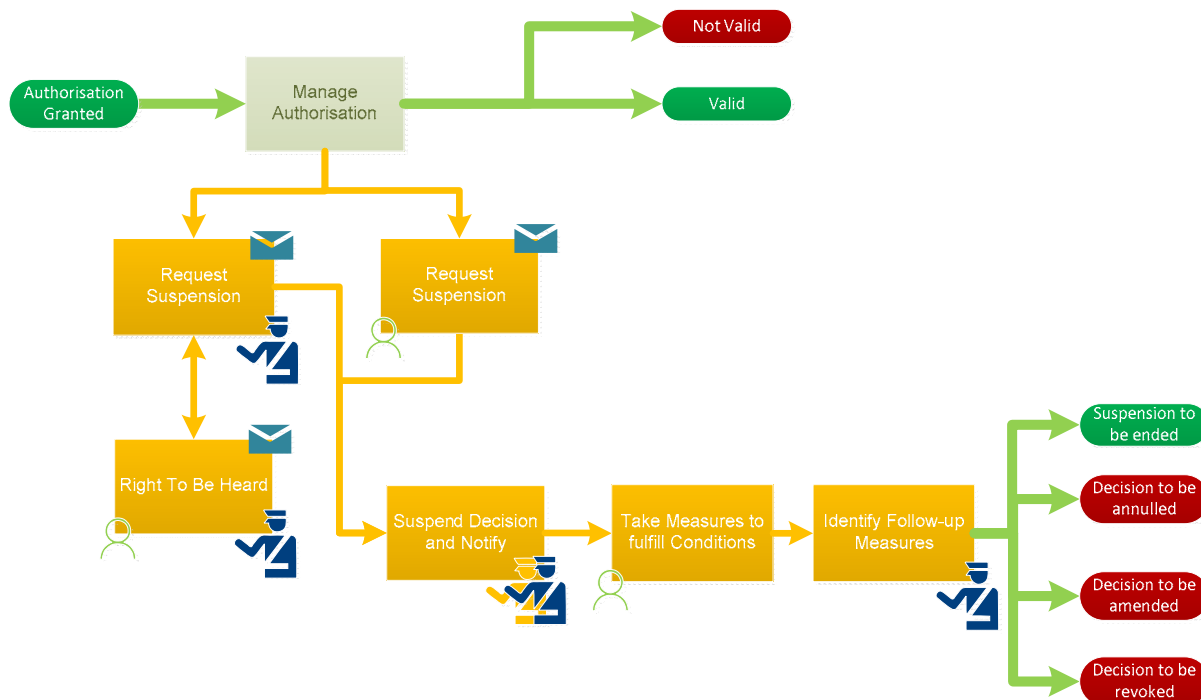 Not Valid
Authorisation
Granted
Manage
Authorisation
Valid
Request
Suspension
Request
Suspension
Right To Be Heard
Suspend Decision
and Notify
Take Measures to
fulfill Conditions
Identify Follow-up
Measures
Suspension to
be ended
Decision to be
annulled
Decision to be
amended
Decision to be
revoked